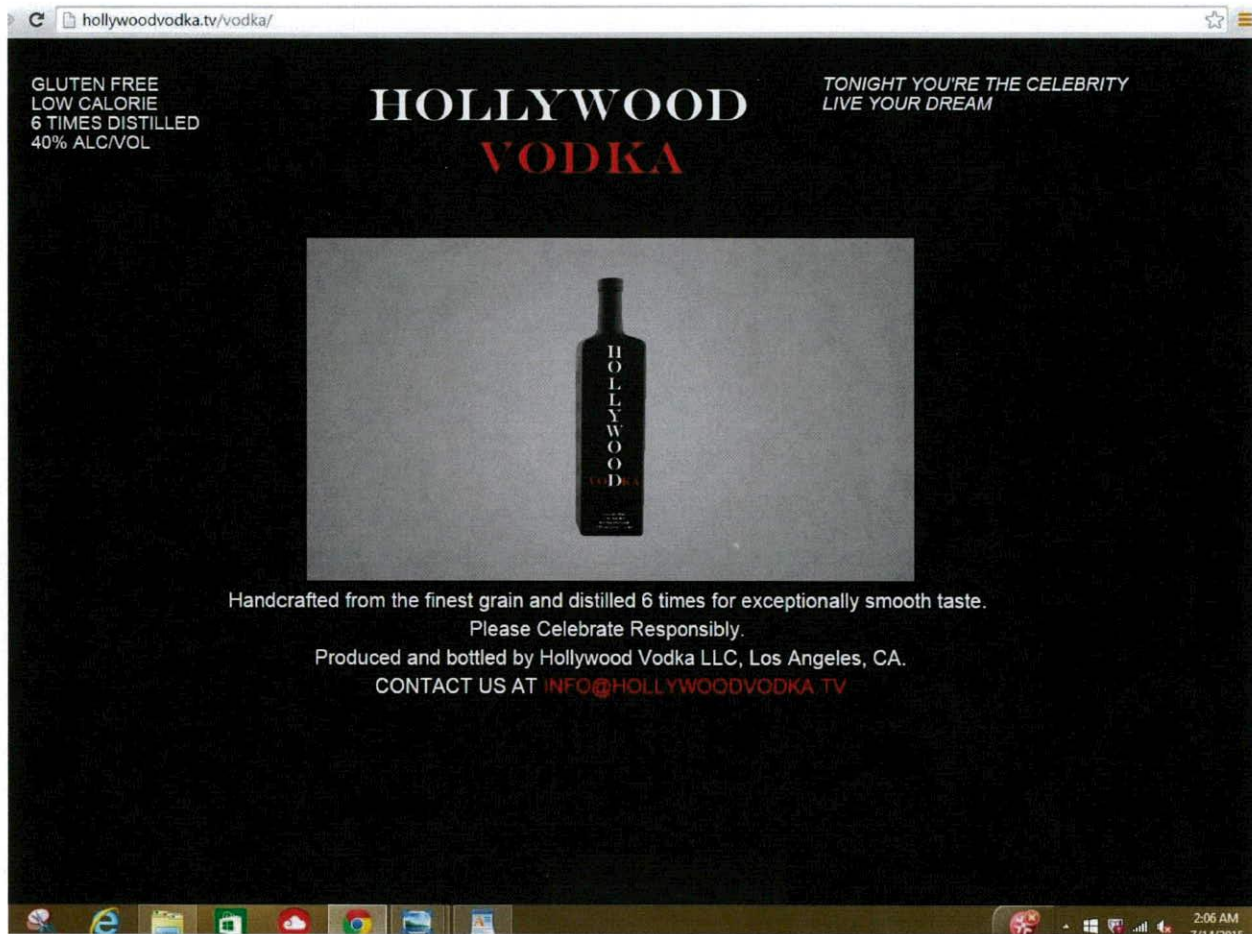 hollywoodvodka.tv/vodka/
GLUTEN FREE
LOW CALORIE
6 TIMES DISTILLED
40% ALC/VOL
HOLLYWOOD
VODKA
TONIGHT YOU'RE THE CELEBRITY
LIVE YOUR DREAM
HOLLYWOOD
VODKA
Handcrafted from the finest grain and distilled 6 times for exceptionally smooth taste.
Please Celebrate Responsibly.
Produced and bottled by Hollywood Vodka LLC, Los Angeles, CA.
CONTACT US AT INFO@HOLLYWOODVODKA.TV
2:06 AM